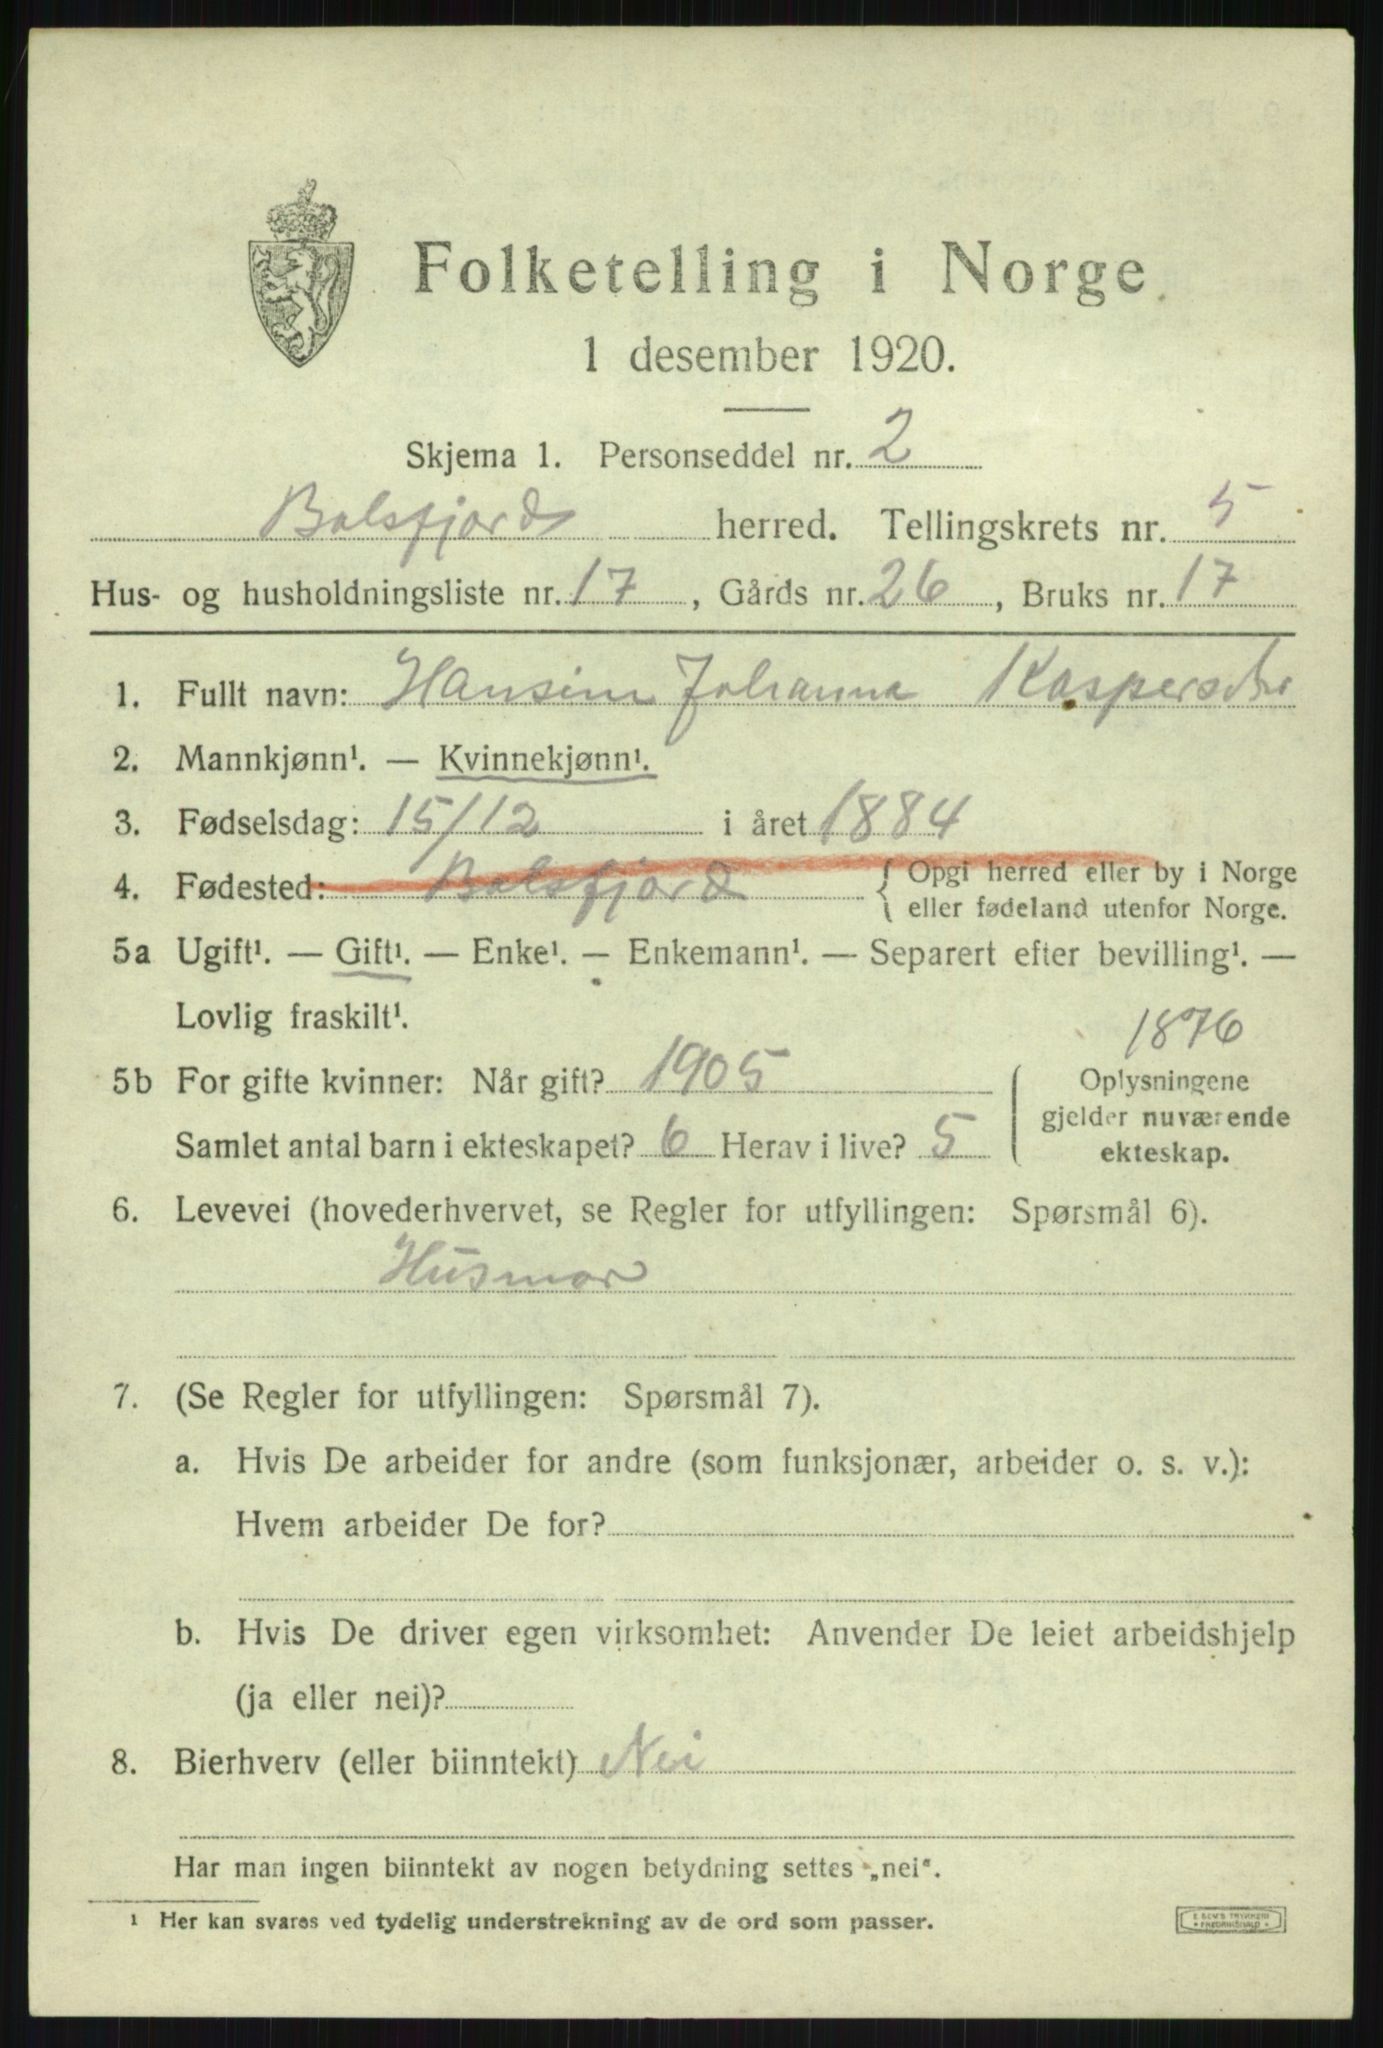 Folketelling i Norge
1 desember 1920.
Skjema 1. Personseddel nr. 2
Balsfjord herred. Tellingskrets nr. 5
Hus- og husholdningsliste nr. 17, Gårds nr. 26, Bruks nr. 17
1. Fullt navn: Hansine Johanna
2. Mannkjønn¹. — Kvinnekjønn¹.
3. Fødselsdag: 15/12 i året 1884
4. Fødested: Balsfjord { Opgi herred eller by i Norge
eller fødeland utenfor Norge.
5a Ugift¹. — Gift¹. — Enke¹. — Enkemann¹. — Separert efter bevilling¹. —
Lovlig fraskilt¹.
1876
5b For gifte kvinner: Når gift? 1905
Samlet antal barn i ekteskapet? 6 Herav i live? 5
Oplysningene
gjelder nuværende
ekteskap.
6. Levevei (hovederhvervet, se Regler for utfyllingen: Spørsmål 6).
Husmor
7. (Se Regler for utfyllingen: Spørsmål 7).
a. Hvis De arbeider for andre (som funksjonær, arbeider o. s. v.):
Hvem arbeider De for?
b. Hvis De driver egen virksomhet: Anvender De leiet arbeidshjelp
(ja eller nei)?
8. Bierhverv (eller biinntekt) Nei
Har man ingen biinntekt av nogen betydning settes „nei“.
¹ Her kan svares ved tydelig understrekning av de ord som passer.